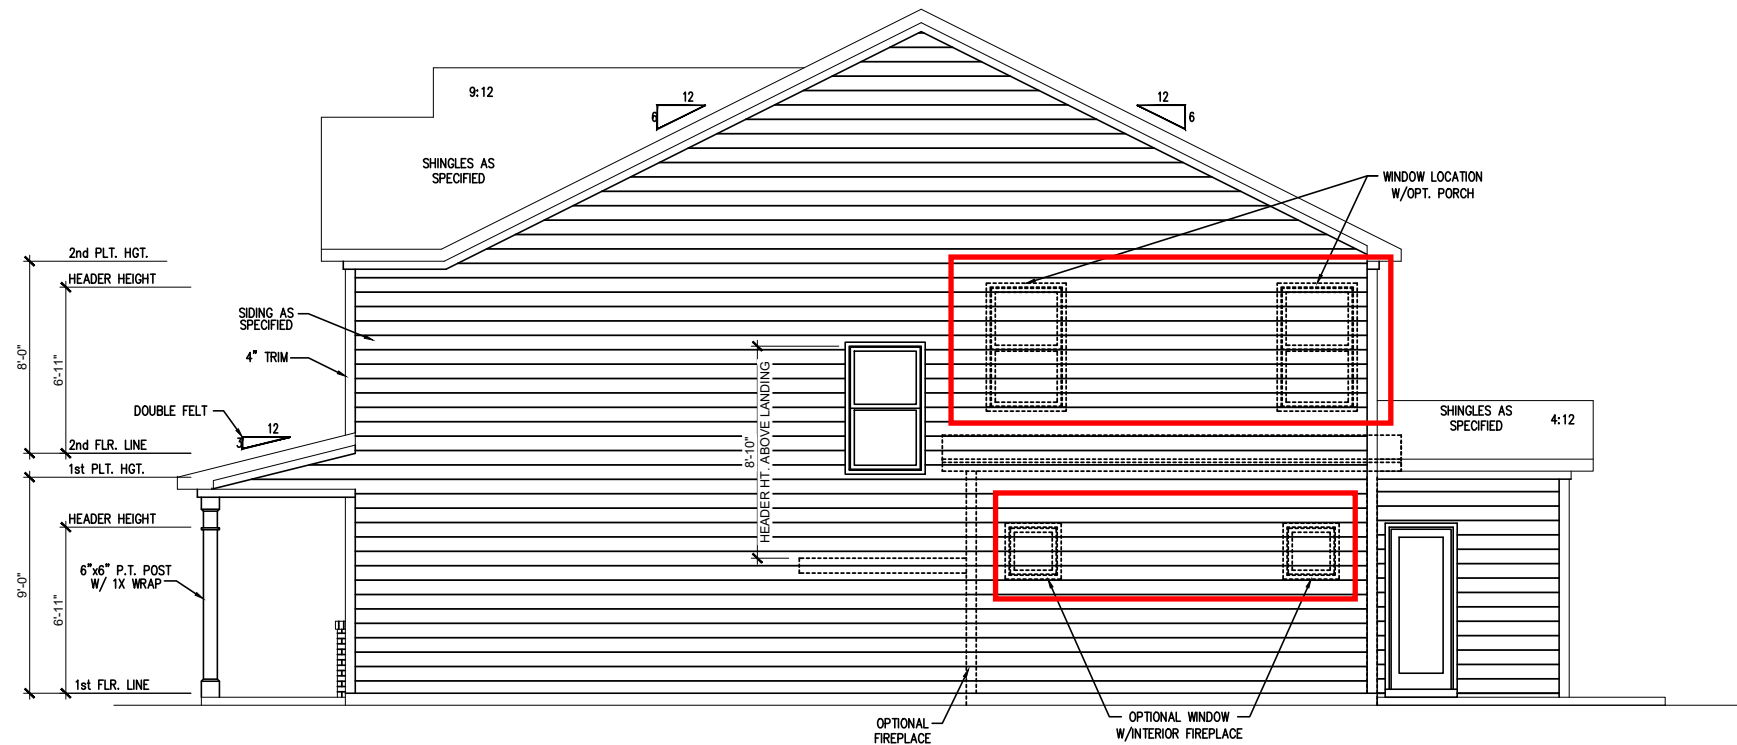 9:12
12
6
12
6
SHINGLES AS
SPECIFIED
WINDOW LOCATION
W/OPT. PORCH
2nd PLT. HGT.
HEADER HEIGHT
SIDING AS
SPECIFIED
4" TRIM
8'-0"
6'-11"
DOUBLE FELT
12
3
2nd FLR. LINE
1st PLT. HGT.
8'-10"
HEADER HT. ABOVE LANDING
SHINGLES AS
SPECIFIED
4:12
HEADER HEIGHT
6"x6" P.T. POST
W/ 1X WRAP
9'-0"
6'-11"
1st FLR. LINE
OPTIONAL
FIREPLACE
OPTIONAL WINDOW
W/INTERIOR FIREPLACE